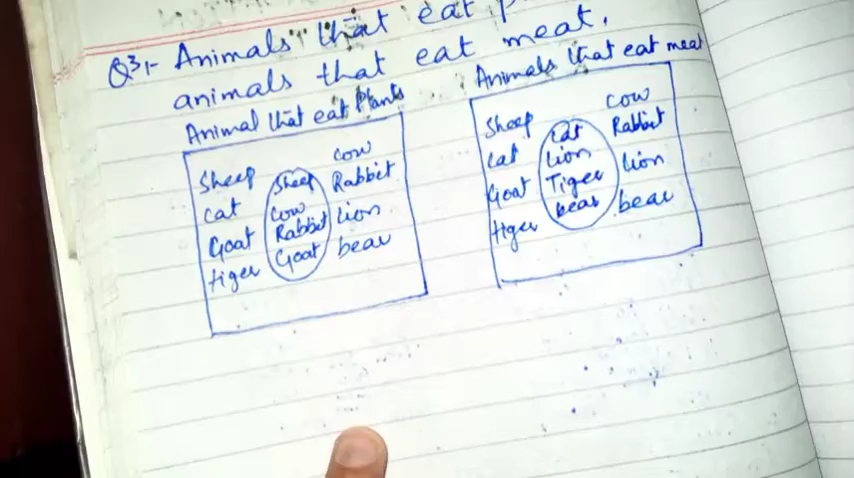 Q3:- Animals that eat
animals that eat meat.
Animal that eat Plants
Sheep Sheep cow
cat cow Rabbit
Goat Rabbit lion
tiger Goat bear
Animals that eat meat
Sheep cat cow
cat lion Rabbit
Goat Tiger lion
tiger bear bear